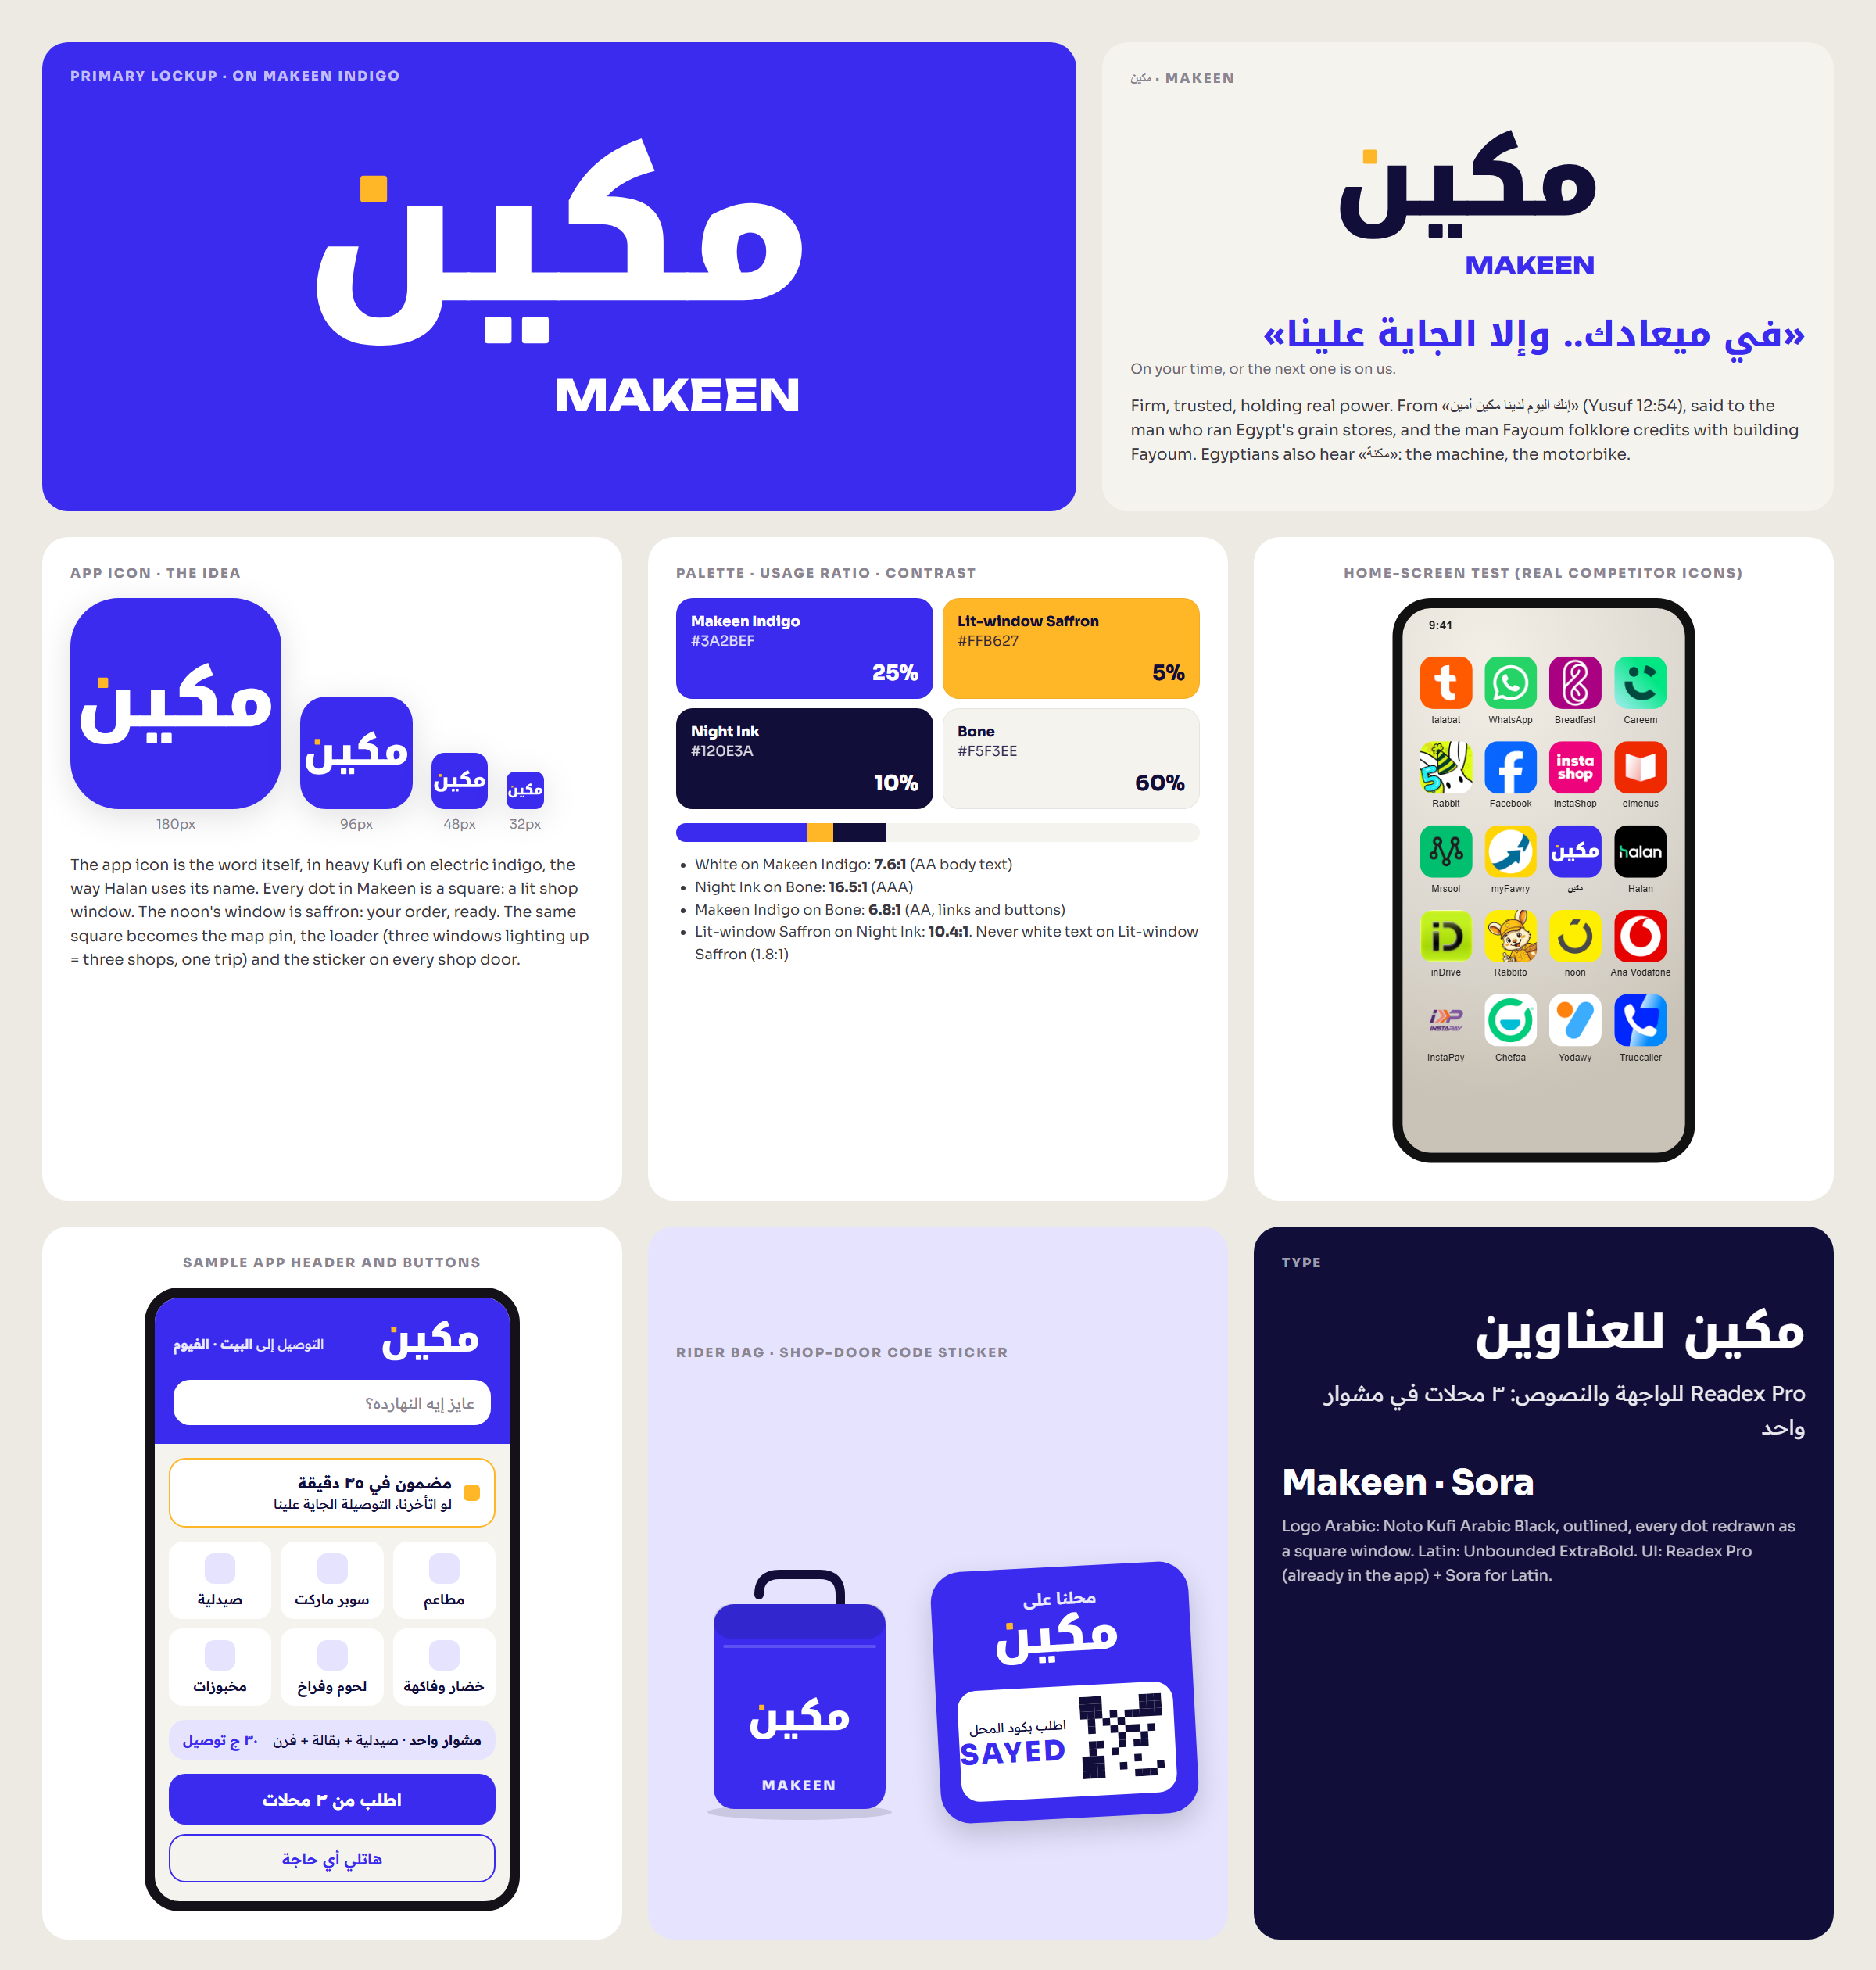 PRIMARY LOCKUP · ON MAKEEN INDIGO
مكين
MAKEEN
مكين · MAKEEN
مكين
MAKEEN
«في ميعادك.. وإلا الجاية علينا»
On your time, or the next one is on us.
Firm, trusted, holding real power. From «إنك اليوم لدينا مكين أمين» (Yusuf 12:54), said to the
man who ran Egypt's grain stores, and the man Fayoum folklore credits with building
Fayoum. Egyptians also hear «مكنة»: the machine, the motorbike.
APP ICON · THE IDEA
مكين
مكين
مكين
مكين
180px
96px
48px
32px
The app icon is the word itself, in heavy Kufi on electric indigo, the
way Halan uses its name. Every dot in Makeen is a square: a lit shop
window. The noon's window is saffron: your order, ready. The same
square becomes the map pin, the loader (three windows lighting up
= three shops, one trip) and the sticker on every shop door.
PALETTE · USAGE RATIO · CONTRAST
Makeen Indigo
#3A2BEF
25%
Lit-window Saffron
#FFB627
5%
Night Ink
#120E3A
10%
Bone
#F5F3EE
60%
• White on Makeen Indigo: 7.6:1 (AA body text)
• Night Ink on Bone: 16.5:1 (AAA)
• Makeen Indigo on Bone: 6.8:1 (AA, links and buttons)
• Lit-window Saffron on Night Ink: 10.4:1. Never white text on Lit-window
Saffron (1.8:1)
HOME-SCREEN TEST (REAL COMPETITOR ICONS)
9:41
t
talabat
WhatsApp
Breadfast
Careem
5
Rabbit
f
Facebook
insta
shop
InstaShop
elmenus
Mrsool
myFawry
مكين
مكين
halan
Halan
iD
inDrive
Rabbito
noon
Ana Vodafone
INSTAPAY
InstaPay
Chefaa
Yodawy
Truecaller
SAMPLE APP HEADER AND BUTTONS
مكين
التوصيل إلى البيت · الفيوم
عايز إيه النهارده؟
مضمون في ٣٥ دقيقة
لو اتأخرنا، التوصيلة الجاية علينا
مطاعم
سوبر ماركت
صيدلية
خضار وفاكهة
لحوم وفراخ
مخبوزات
مشوار واحد · صيدلية + بقالة + فرن
٣٠ ج توصيل
اطلب من ٣ محلات
هاتلي أي حاجة
RIDER BAG · SHOP-DOOR CODE STICKER
مكين
MAKEEN
محلنا على
مكين
اطلب بكود المحل
SAYED
TYPE
مكين للعناوين
Readex Pro للواجهة والنصوص: ٣ محلات في مشوار
واحد
Makeen · Sora
Logo Arabic: Noto Kufi Arabic Black, outlined, every dot redrawn as
a square window. Latin: Unbounded ExtraBold. UI: Readex Pro
(already in the app) + Sora for Latin.